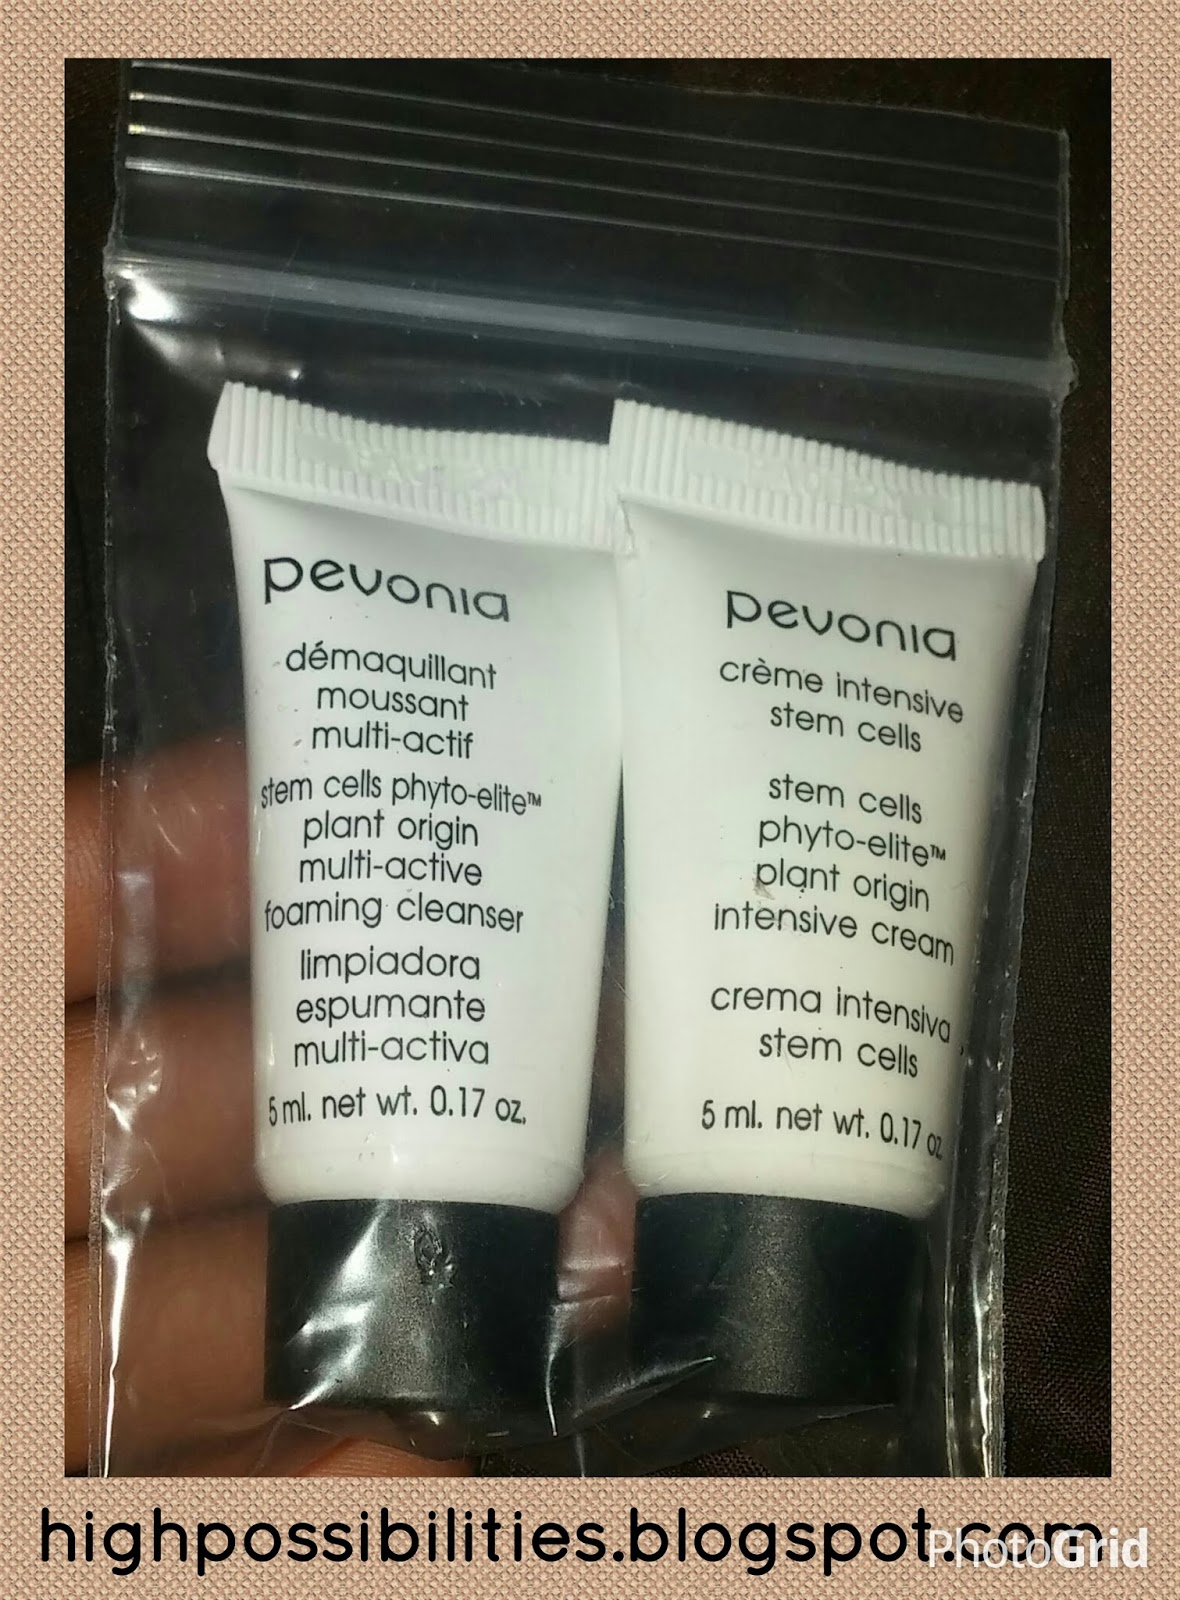 pevonia
démaquillant
moussant
multi-actif
stem cells phyto-elite™
plant origin
multi-active
foaming cleanser
limpiadora
espumante
multi-activa
5 ml. net wt. 0.17 oz.
pevonia
crème intensive
stem cells
stem cells
phyto-elite™
plant origin
intensive cream
crema intensiva
stem cells
5 ml. net wt. 0.17 oz
highpossibilities.blogspot.com
PhotoGrid